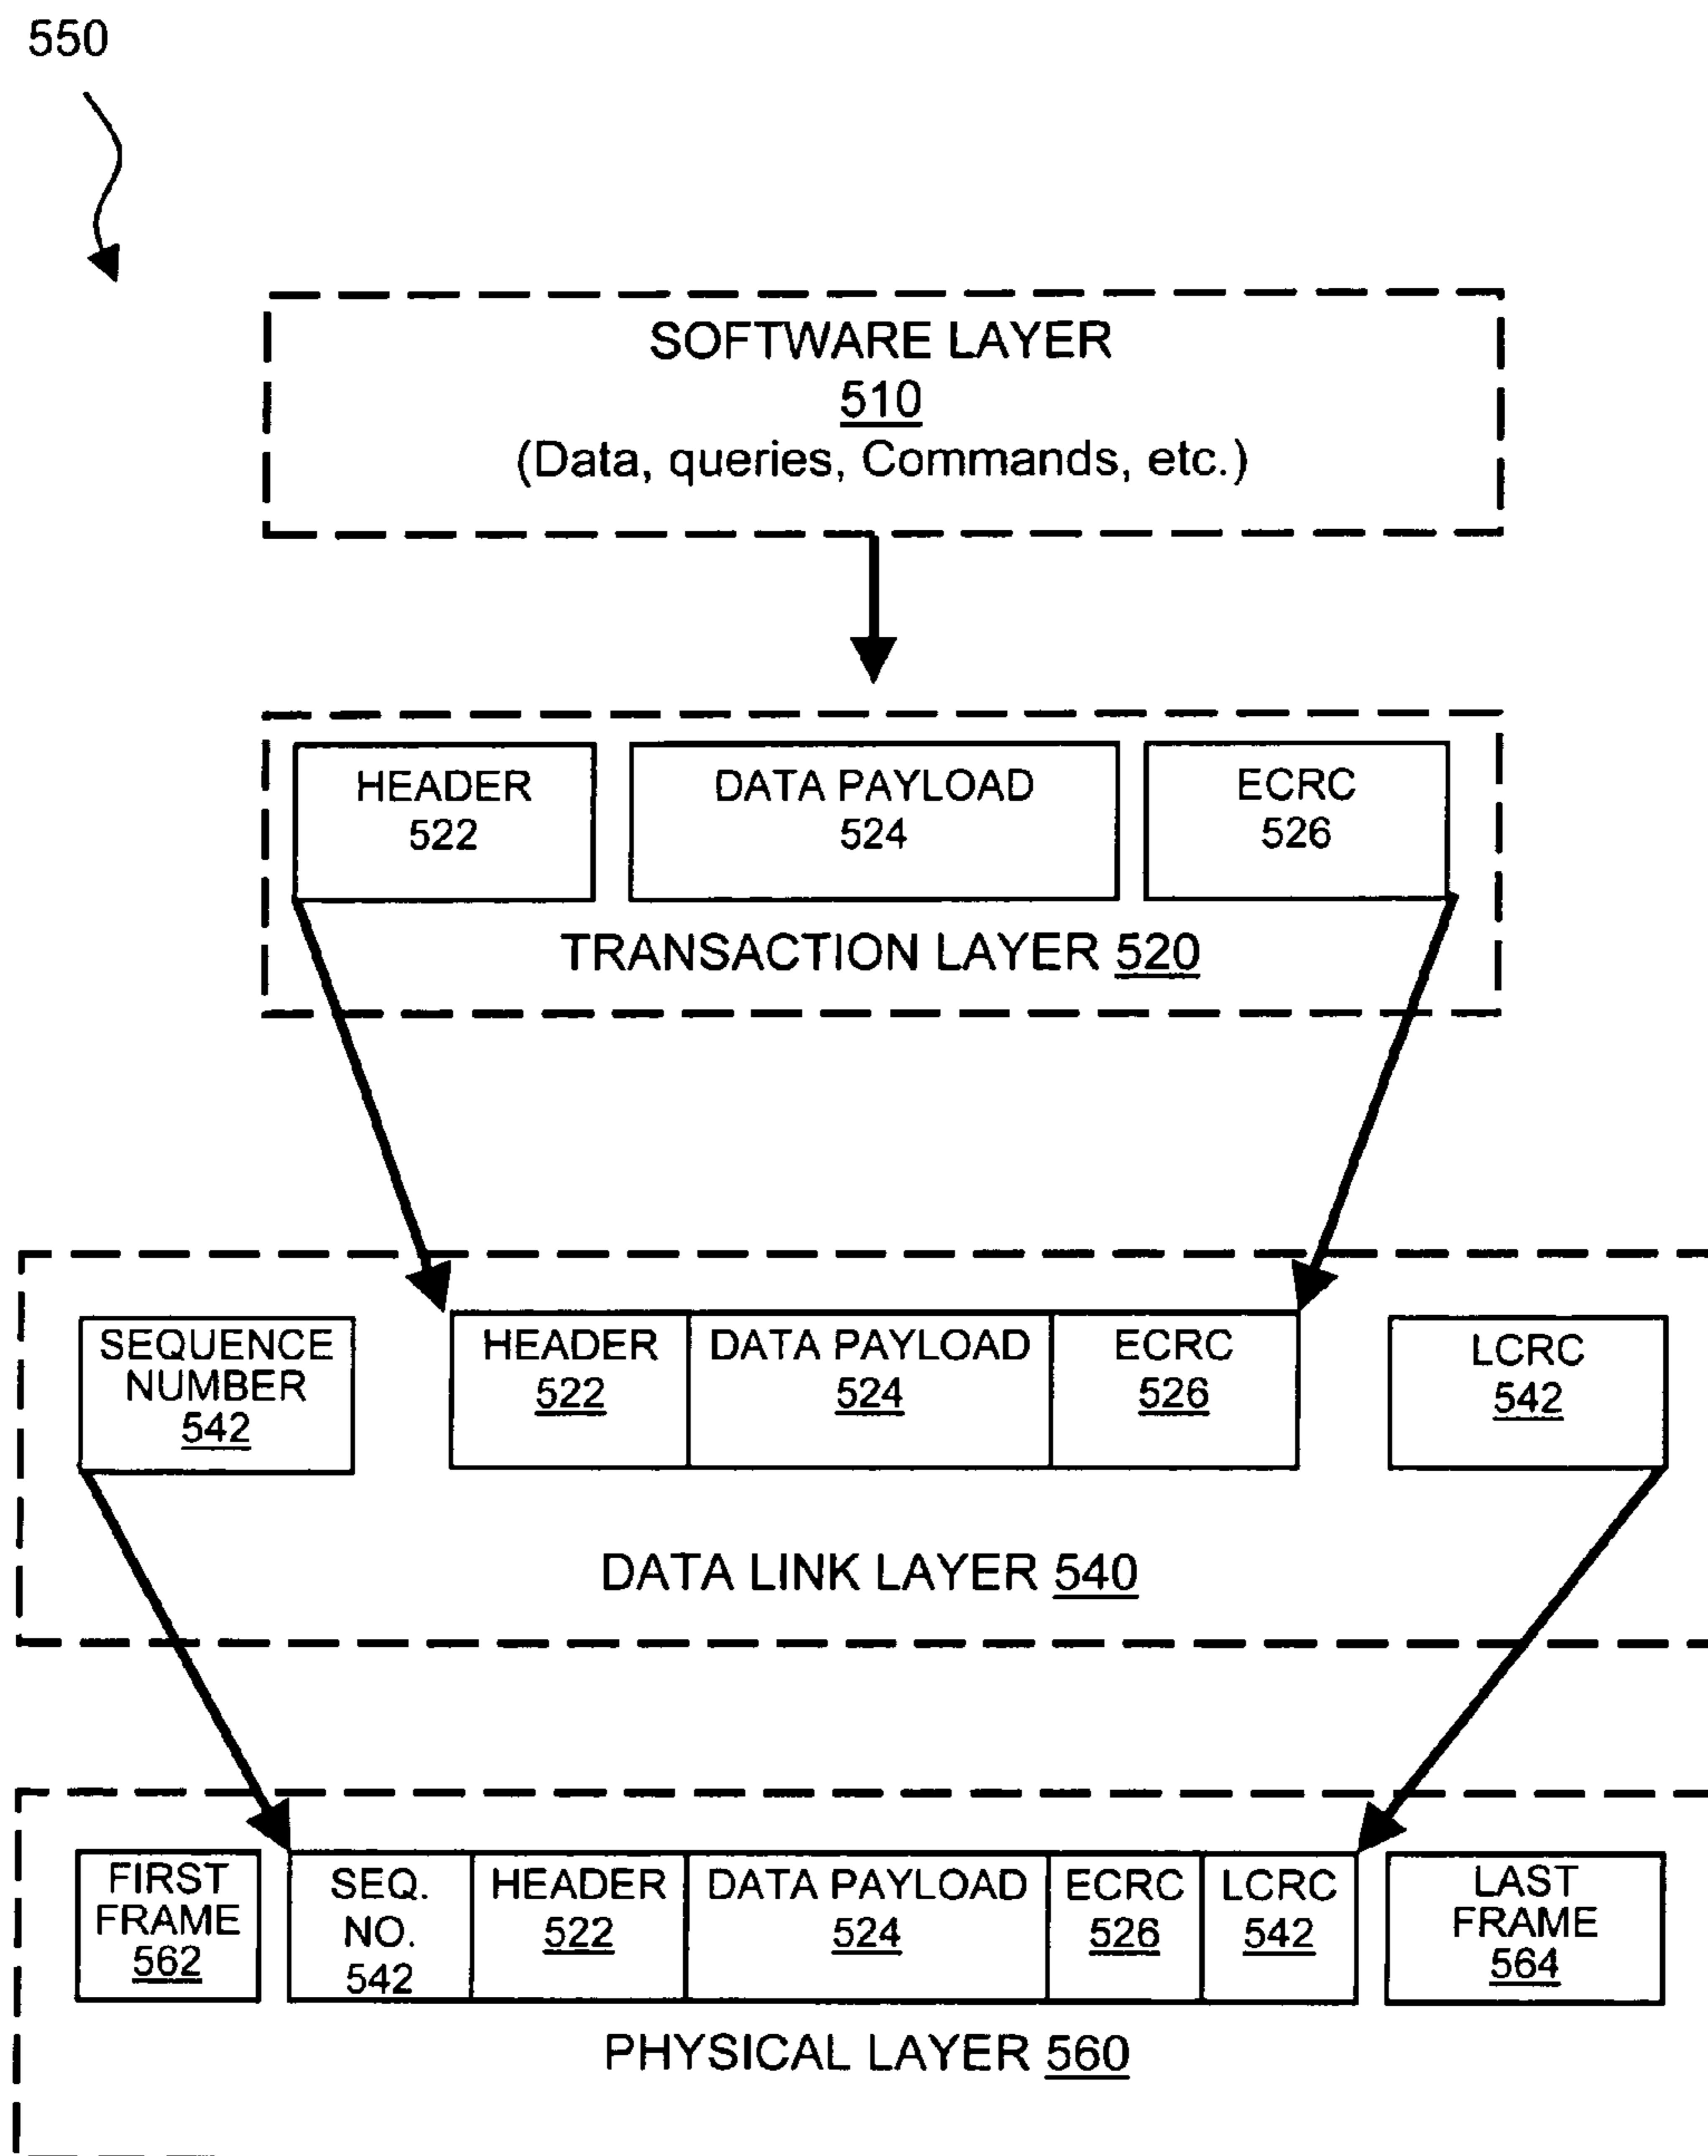 550
SOFTWARE LAYER
510
(Data, queries, Commands, etc.)
HEADER
522
DATA PAYLOAD
524
ECRC
526
TRANSACTION LAYER 520
SEQUENCE
NUMBER
542
HEADER
522
DATA PAYLOAD
524
ECRC
526
LCRC
542
DATA LINK LAYER 540
FIRST
FRAME
562
SEQ.
NO.
542
HEADER
522
DATA PAYLOAD
524
ECRC
526
LCRC
542
LAST
FRAME
564
PHYSICAL LAYER 560